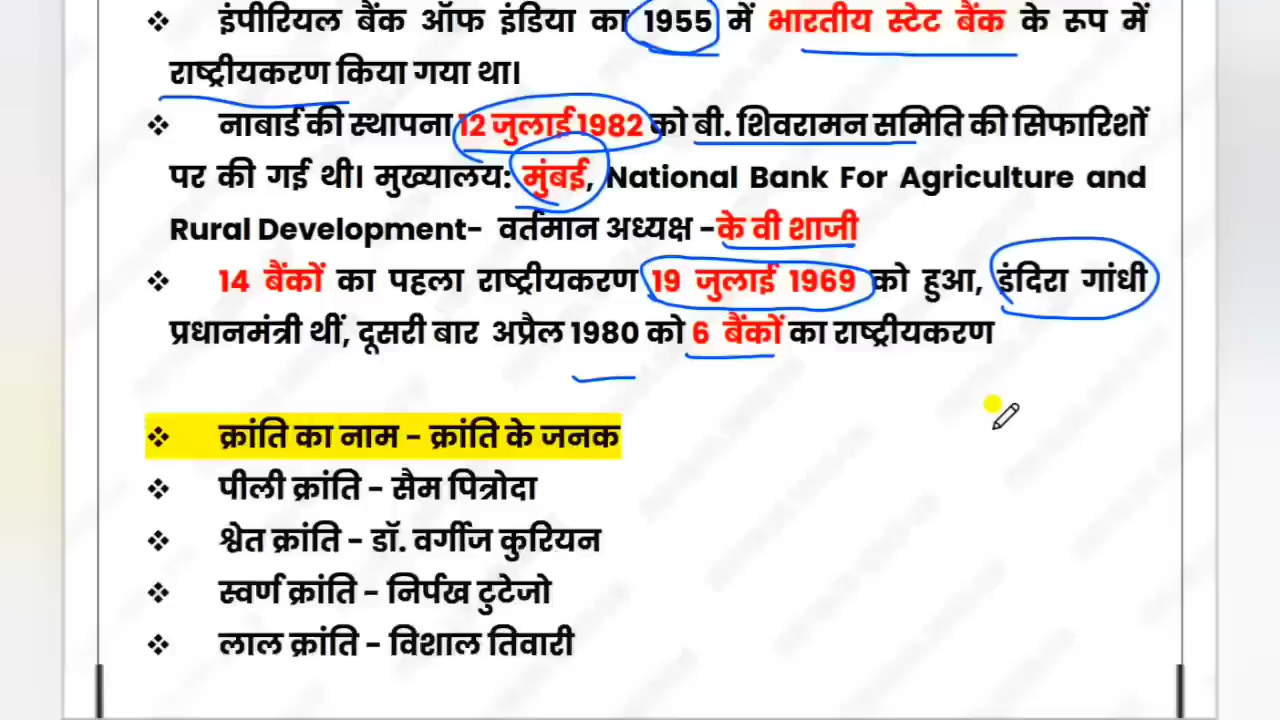 ❖ इंपीरियल बैंक ऑफ इंडिया का 1955 में भारतीय स्टेट बैंक के रूप में
राष्ट्रीयकरण किया गया था।
❖ नाबार्ड की स्थापना 12 जुलाई 1982 को बी. शिवरामन समिति की सिफारिशों
पर की गई थी। मुख्यालय: मुंबई, National Bank For Agriculture and
Rural Development- वर्तमान अध्यक्ष -के वी शाजी
❖ 14 बैंकों का पहला राष्ट्रीयकरण 19 जुलाई 1969 को हुआ, इंदिरा गांधी
प्रधानमंत्री थीं, दूसरी बार अप्रैल 1980 को 6 बैंकों का राष्ट्रीयकरण
❖ क्रांति का नाम - क्रांति के जनक
❖ पीली क्रांति - सैम पित्रोदा
❖ श्वेत क्रांति - डॉ. वर्गीज कुरियन
❖ स्वर्ण क्रांति - निर्पख टुटेजो
❖ लाल क्रांति - विशाल तिवारी